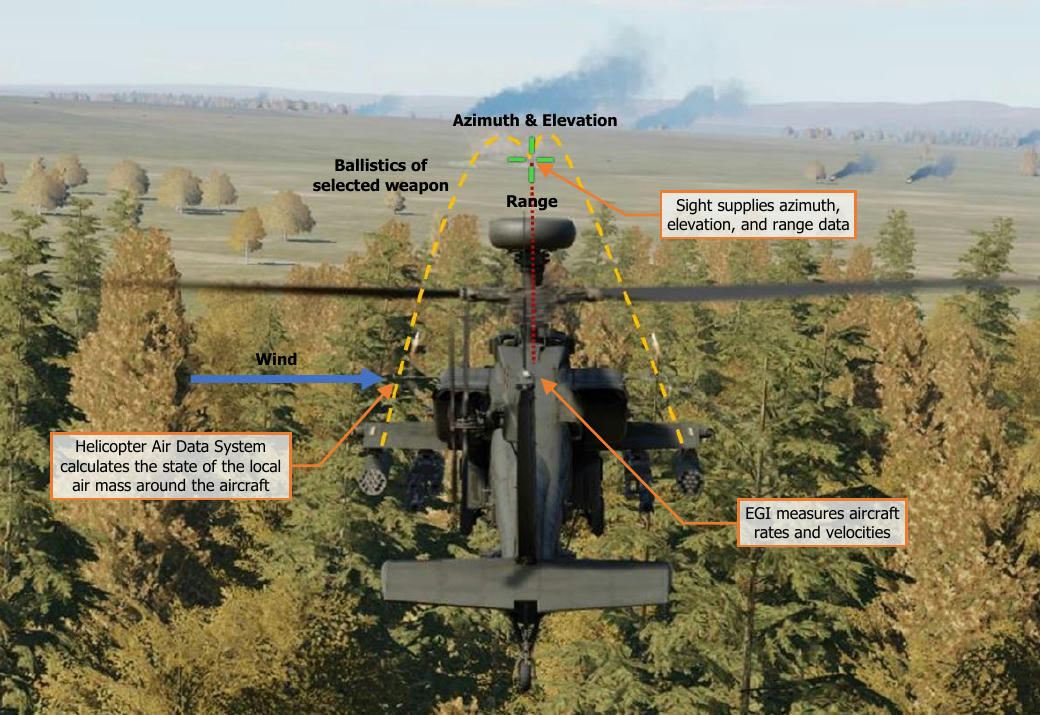 Azimuth & Elevation
Ballistics of
selected weapon
Range
Sight supplies azimuth,
elevation, and range data
Wind
Helicopter Air Data System
calculates the state of the local
air mass around the aircraft
EGI measures aircraft
rates and velocities